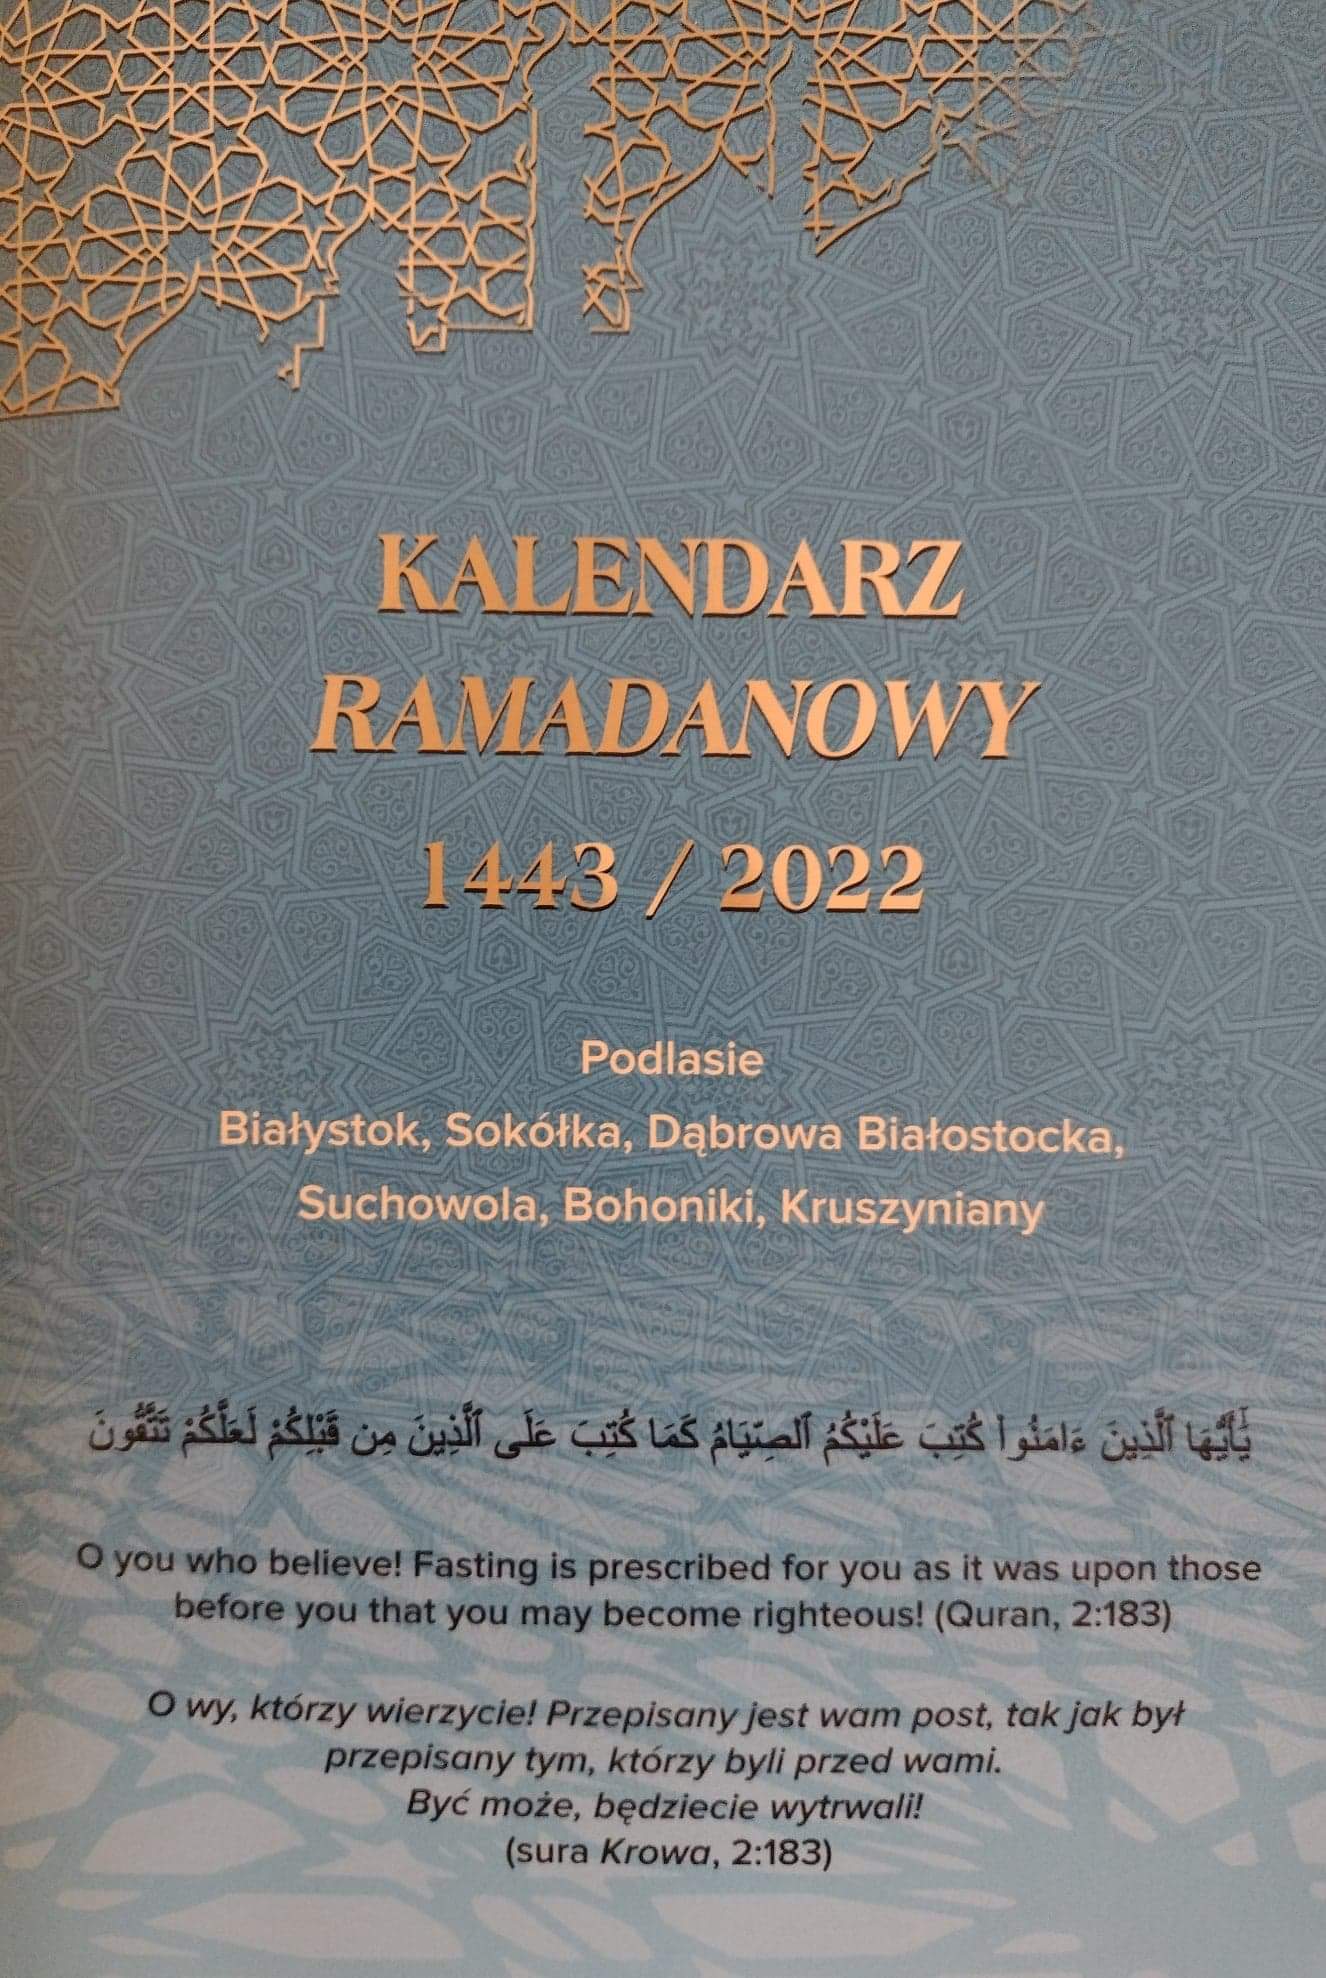 KALENDARZ
RAMADANOWY
1443 / 2022
Podlasie
Białystok, Sokółka, Dąbrowa Białostocka,
Suchowola, Bohoniki, Kruszyniany
يَٰٓأَيُّهَا ٱلَّذِينَ ءَامَنُوا۟ كُتِبَ عَلَيْكُمُ ٱلصِّيَامُ كَمَا كُتِبَ عَلَى ٱلَّذِينَ مِن قَبْلِكُمْ لَعَلَّكُمْ تَتَّقُونَ
O you who believe! Fasting is prescribed for you as it was upon those
before you that you may become righteous! (Quran, 2:183)
O wy, którzy wierzycie! Przepisany jest wam post, tak jak był
przepisany tym, którzy byli przed wami.
Być może, będziecie wytrwali!
(sura Krowa, 2:183)